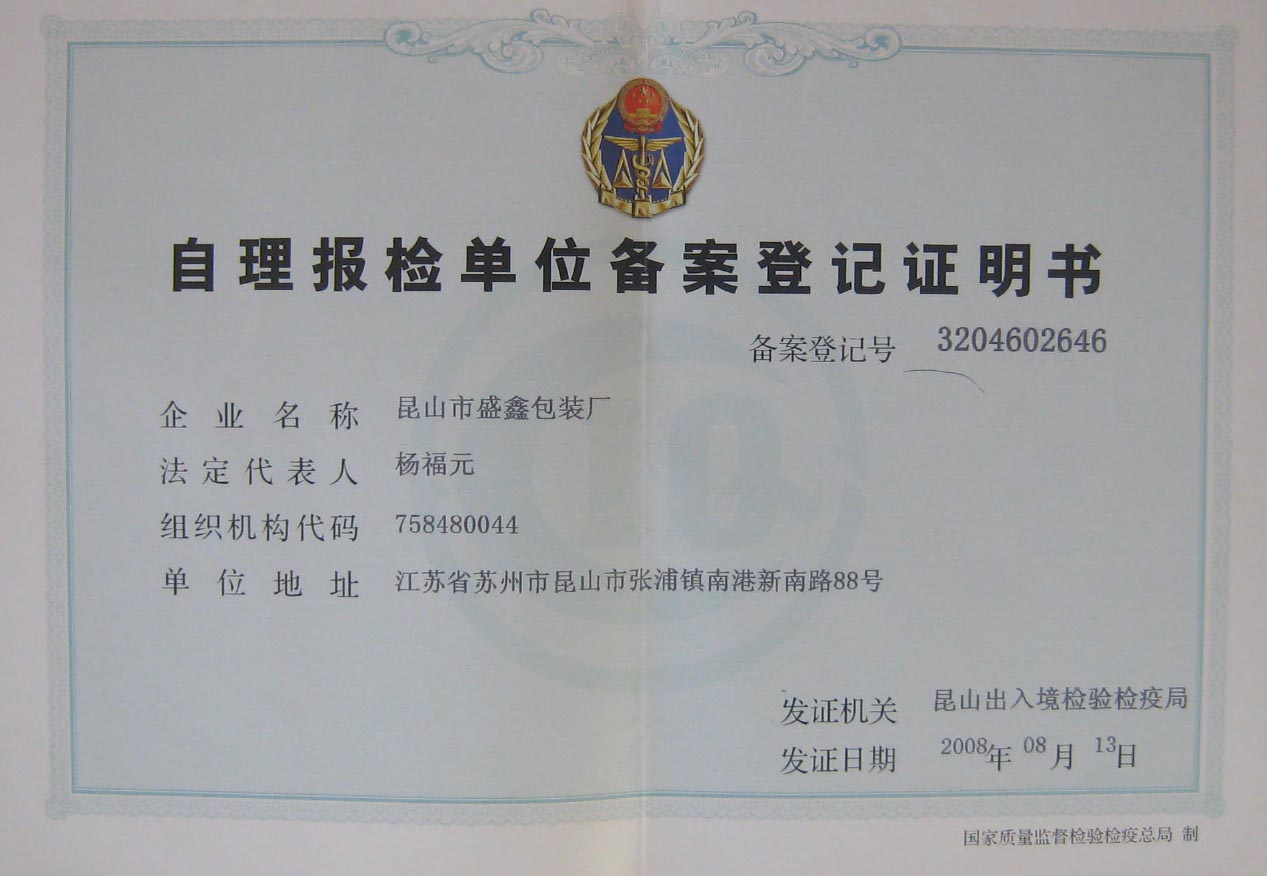 自理报检单位备案登记证明书
备案登记号 3204602646
企业名称 昆山市盛鑫包装厂
法定代表人 杨福元
组织机构代码 758480044
单位地址 江苏省苏州市昆山市张浦镇南港新南路88号
发证机关 昆山出入境检验检疫局
发证日期 2008年 08月 13日
国家质量监督检验检疫总局 制